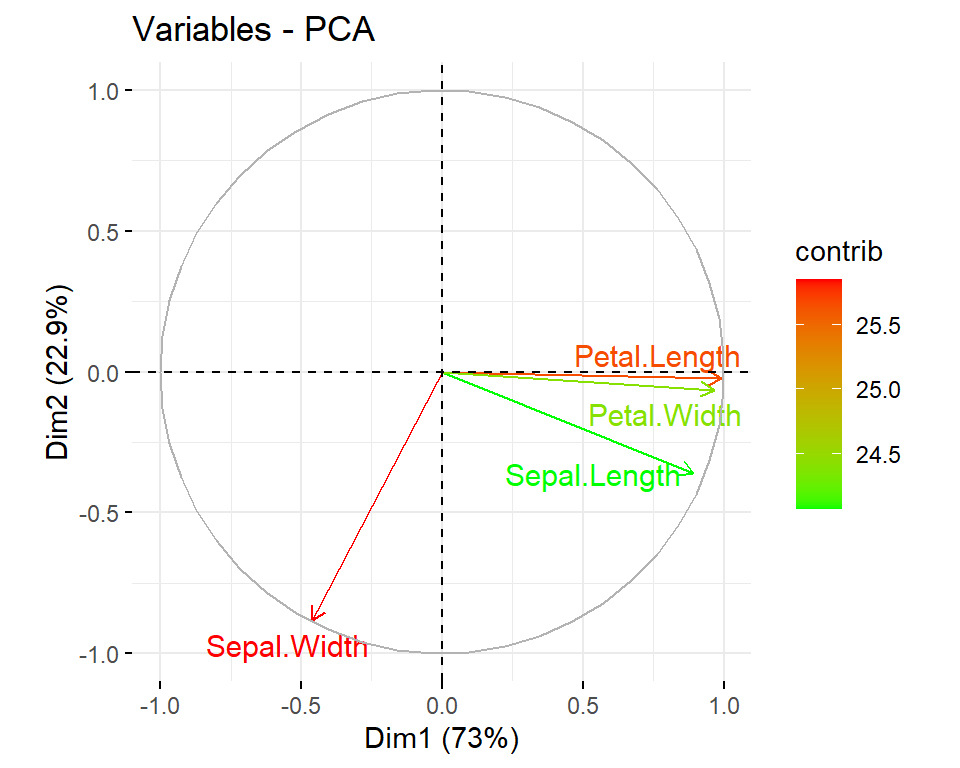 Variables - PCA
1.0
0.5
0.0
-0.5
-1.0
Dim2 (22.9%)
Petal.Length
Petal.Width
Sepal.Length
Sepal.Width
-1.0
-0.5
0.0
0.5
1.0
Dim1 (73%)
contrib
25.5
25.0
24.5